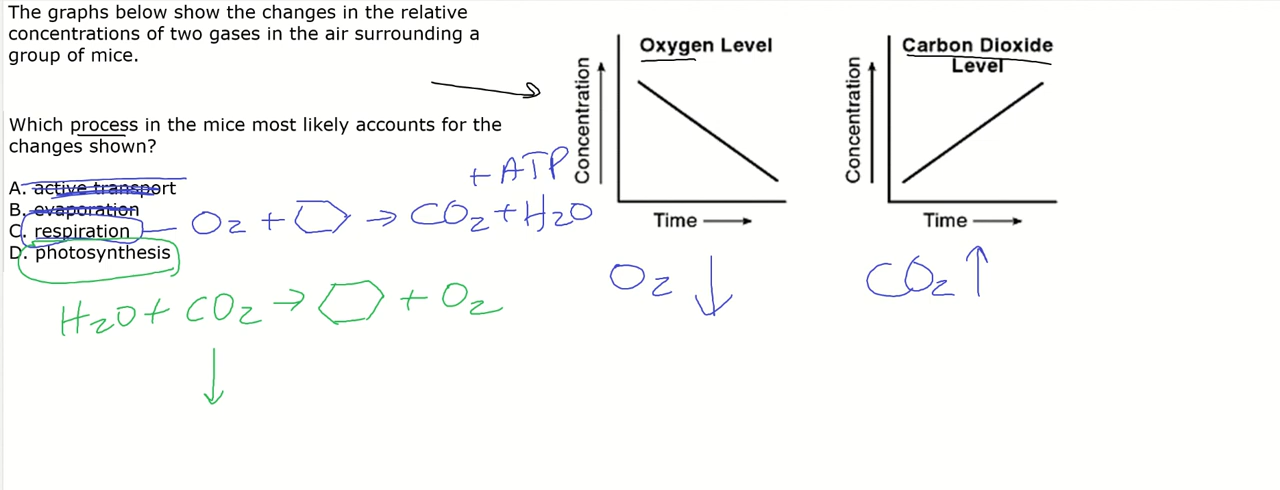 The graphs below show the changes in the relative
concentrations of two gases in the air surrounding a
group of mice.
Which process in the mice most likely accounts for the
changes shown?
A. active transport
B. evaporation
C. respiration
D. photosynthesis
+ ATP
O2 + → CO2 + H2O
H2O + CO2 → + O2
Oxygen Level
Concentration
Time
O2 ↓
Carbon Dioxide
Level
Concentration
Time
CO2 ↑